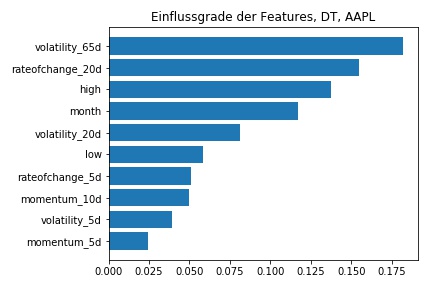 Einflussgrade der Features, DT, AAPL
volatility_65d
rateofchange_20d
high
month
volatility_20d
low
rateofchange_5d
momentum_10d
volatility_5d
momentum_5d
0.000 0.025 0.050 0.075 0.100 0.125 0.150 0.175